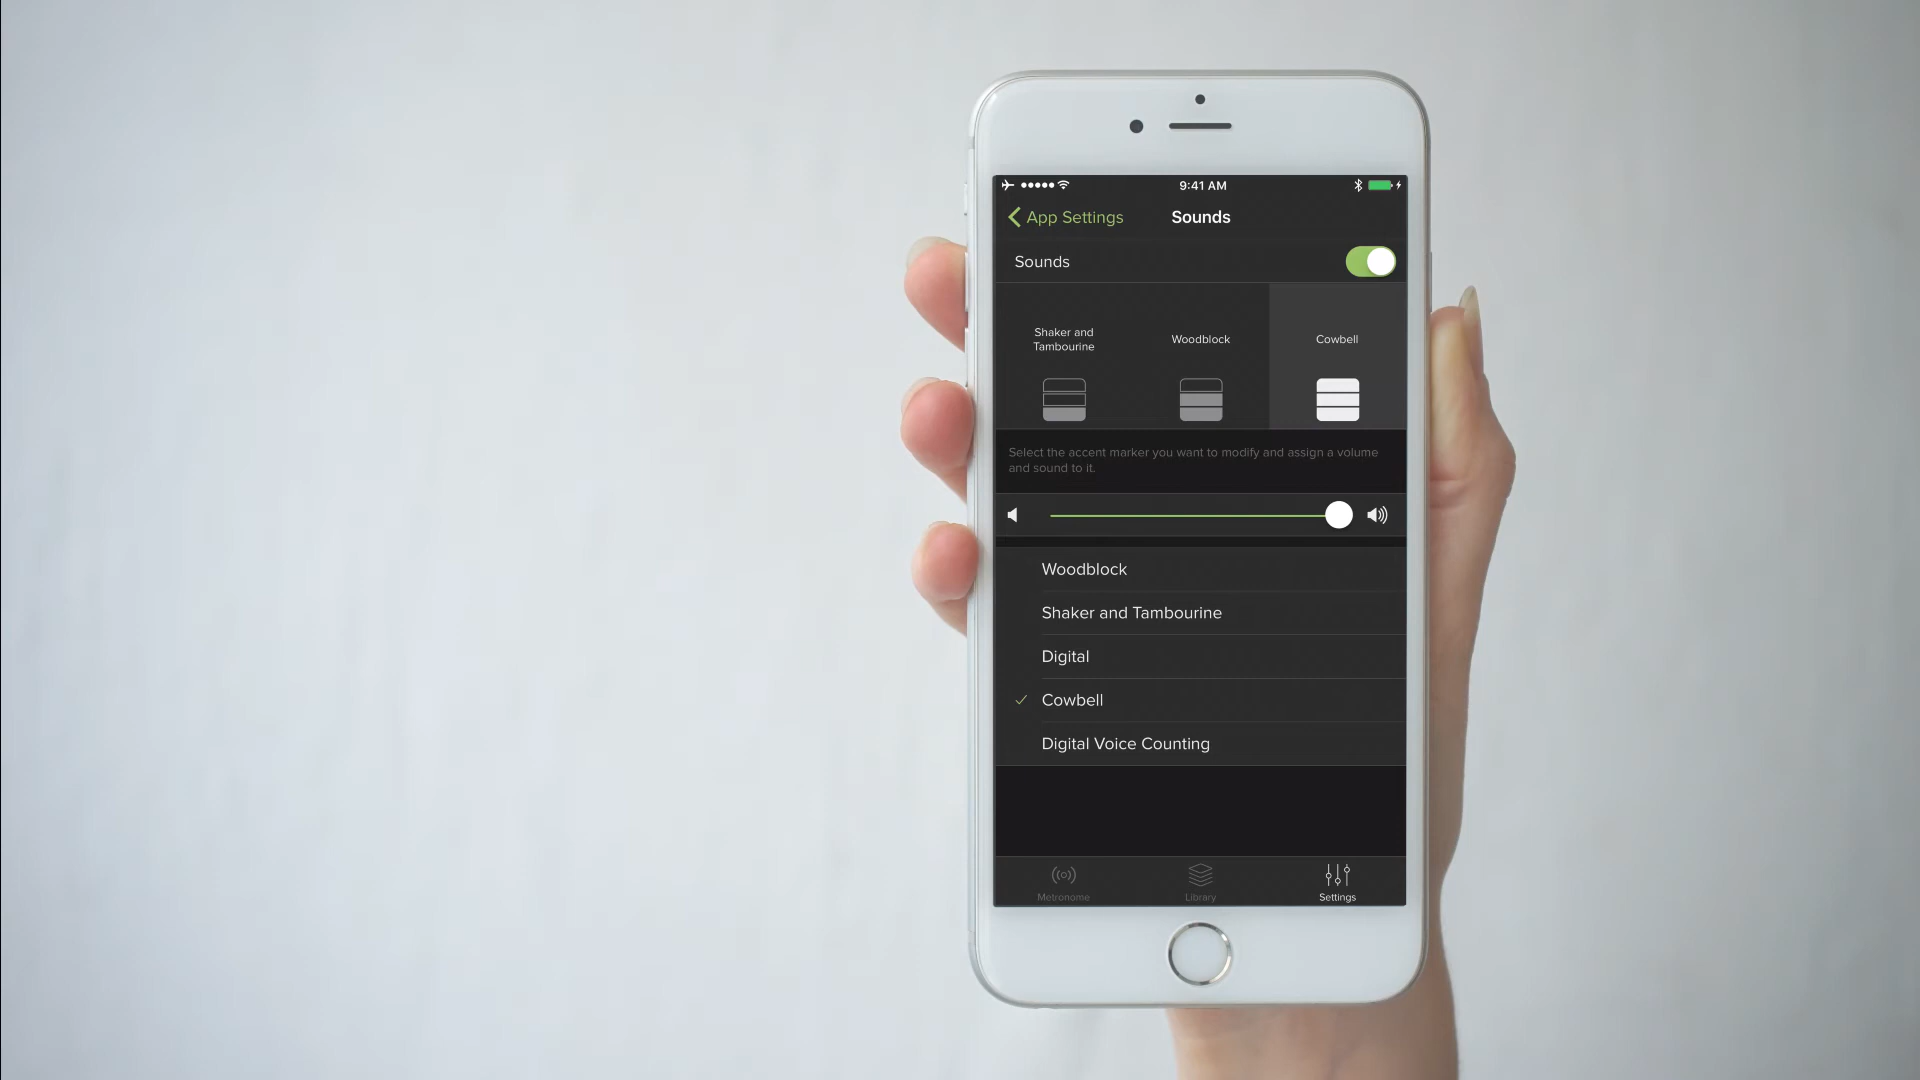 9:41 AM
App Settings
Sounds
Sounds
Shaker and
Tambourine
Woodblock
Cowbell
Select the accent marker you want to modify and assign a volume
and sound to it.
Woodblock
Shaker and Tambourine
Digital
Cowbell
Digital Voice Counting
Metronome
Library
Settings